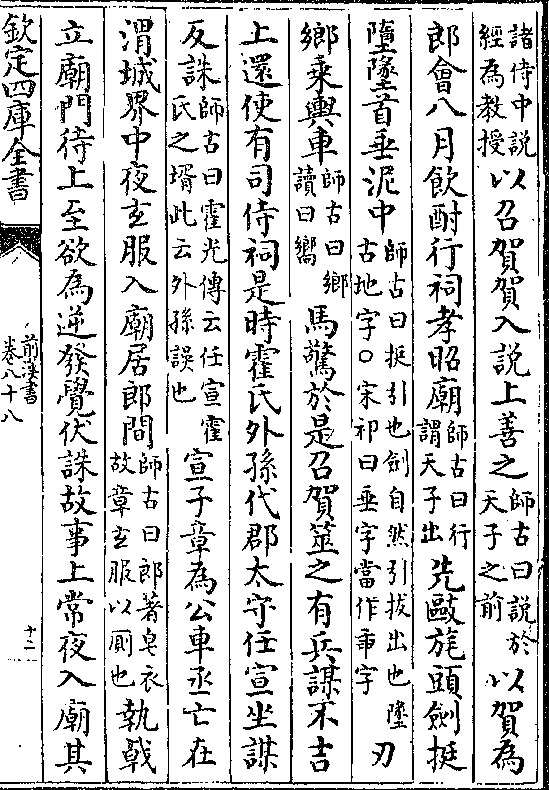 諸侍中說
經為教授
以召賀賀入說上善之
師古曰說於
天子之前
以賀為
郎會八月飲酎行祠孝昭廟
師古曰行
謂天子出
先敺旄頭劍挺
墮墜首垂泥中
師古曰挺引也劍自然引拔出也墬
古地字○宋祁曰垂字當作𠂹字
刃
鄉乗輿車
師古曰鄉
讀曰嚮
馬驚於是召賀筮之有兵謀不吉
上還使有司侍祠是時霍氏外孫代郡太守任宣坐謀
反誅
師古曰霍光傳云任宣霍
氏之壻此云外孫誤也
宣子章為公車丞亡在
渭城界中夜玄服入廟居郎間
師古曰郎著皂衣
故章玄服以厠也
執戟
立廟門待上至欲為逆發覺伏誅故事上常夜入廟其
欽定四庫全書
前漢書
卷八十八
十二